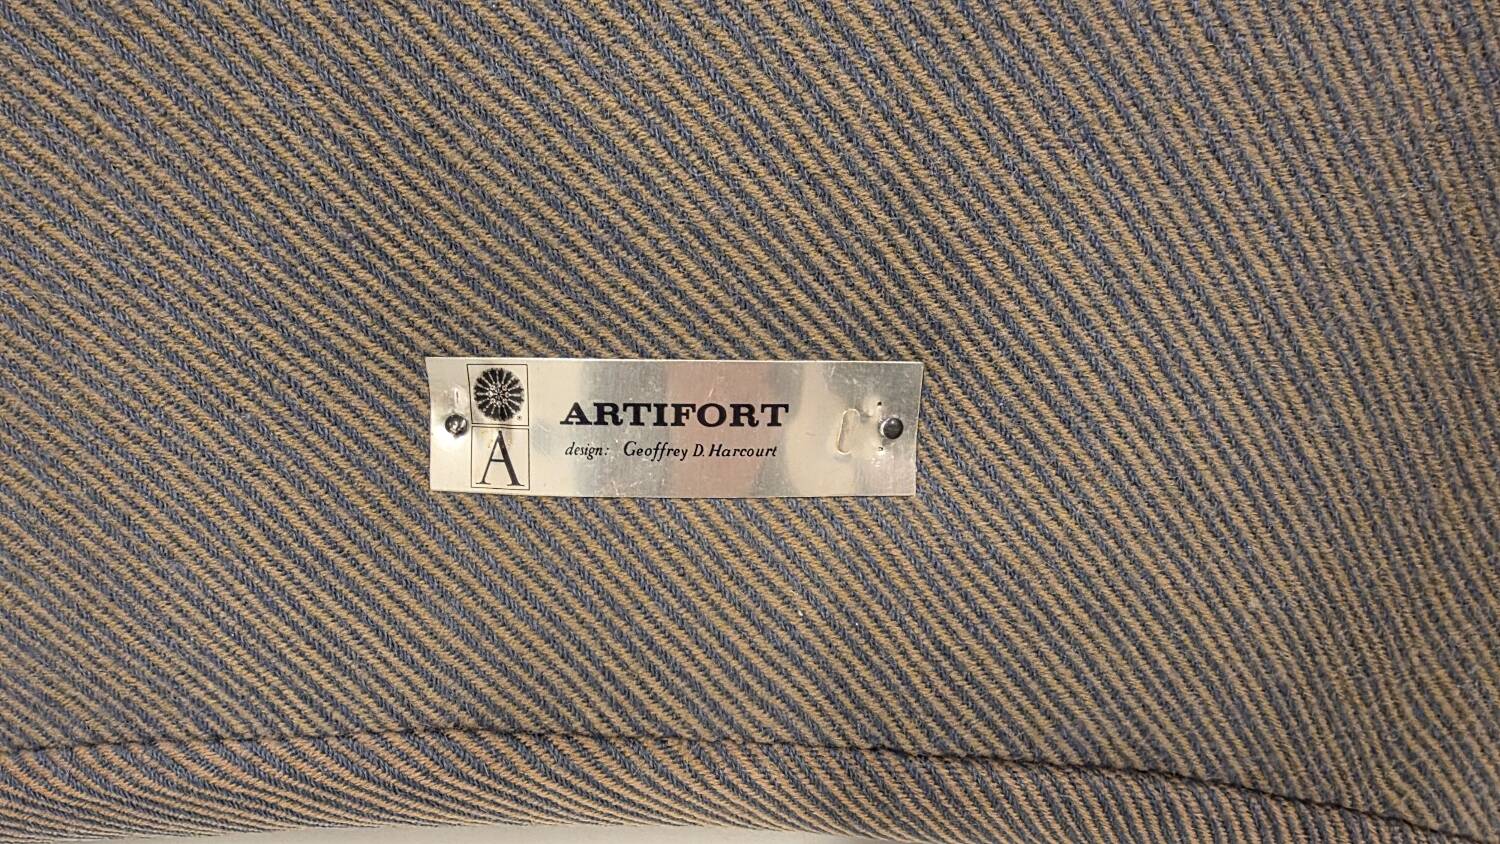 ARTIFORT
design: Geoffrey D. Harcourt
A